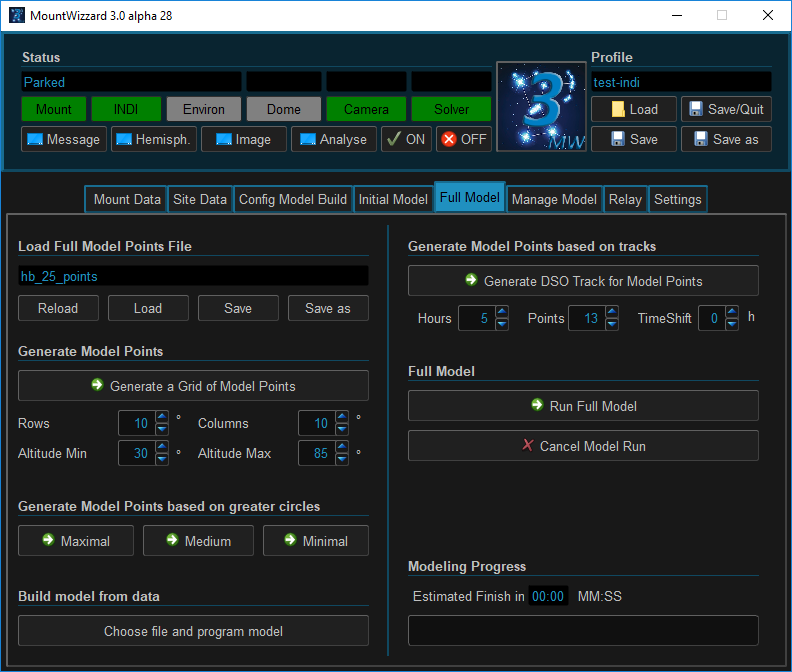 MountWizzard 3.0 alpha 28
Status
Profile
Parked
test-indi
Mount INDI Environ Dome Camera Solver
Load Save/Quit
Message Hemisph. Image Analyse ON OFF
Save Save as
3
MW
Mount Data Site Data Config Model Build Initial Model Full Model Manage Model Relay Settings
Load Full Model Points File
hb_25_points
Reload Load Save Save as
Generate Model Points
Generate a Grid of Model Points
Rows 10 ° Columns 10 °
Altitude Min 30 ° Altitude Max 85 °
Generate Model Points based on greater circles
Maximal Medium Minimal
Build model from data
Choose file and program model
Generate Model Points based on tracks
Generate DSO Track for Model Points
Hours 5 Points 13 TimeShift 0 h
Full Model
Run Full Model
Cancel Model Run
Modeling Progress
Estimated Finish in 00:00 MM:SS